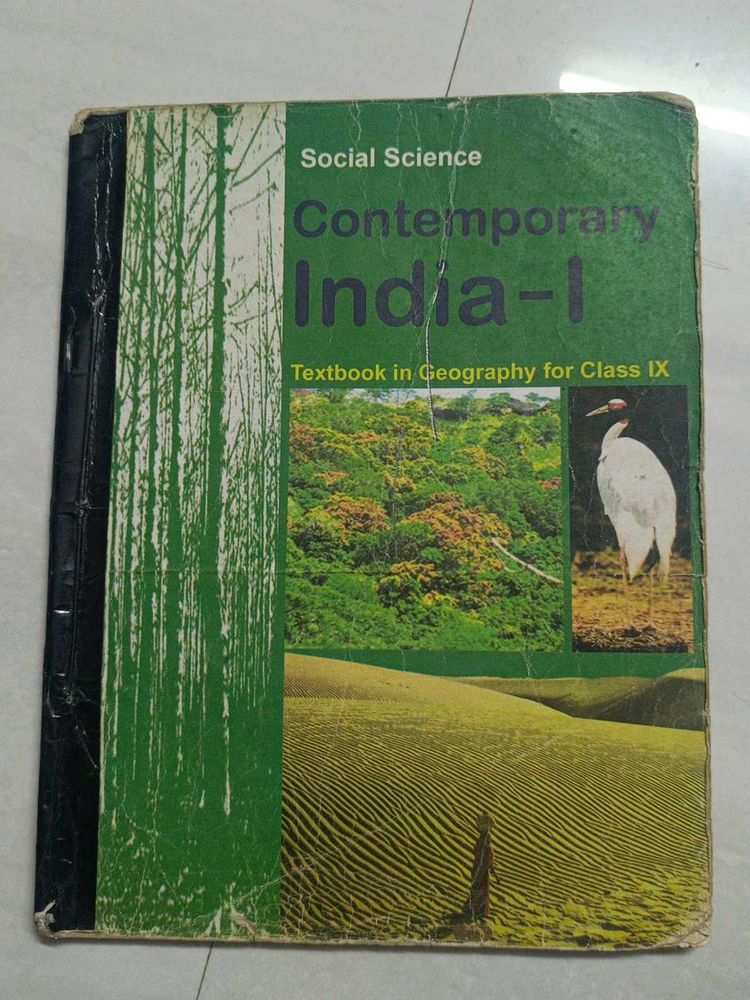 Social Science
Contemporary
India-I
Textbook in Geography for Class IX